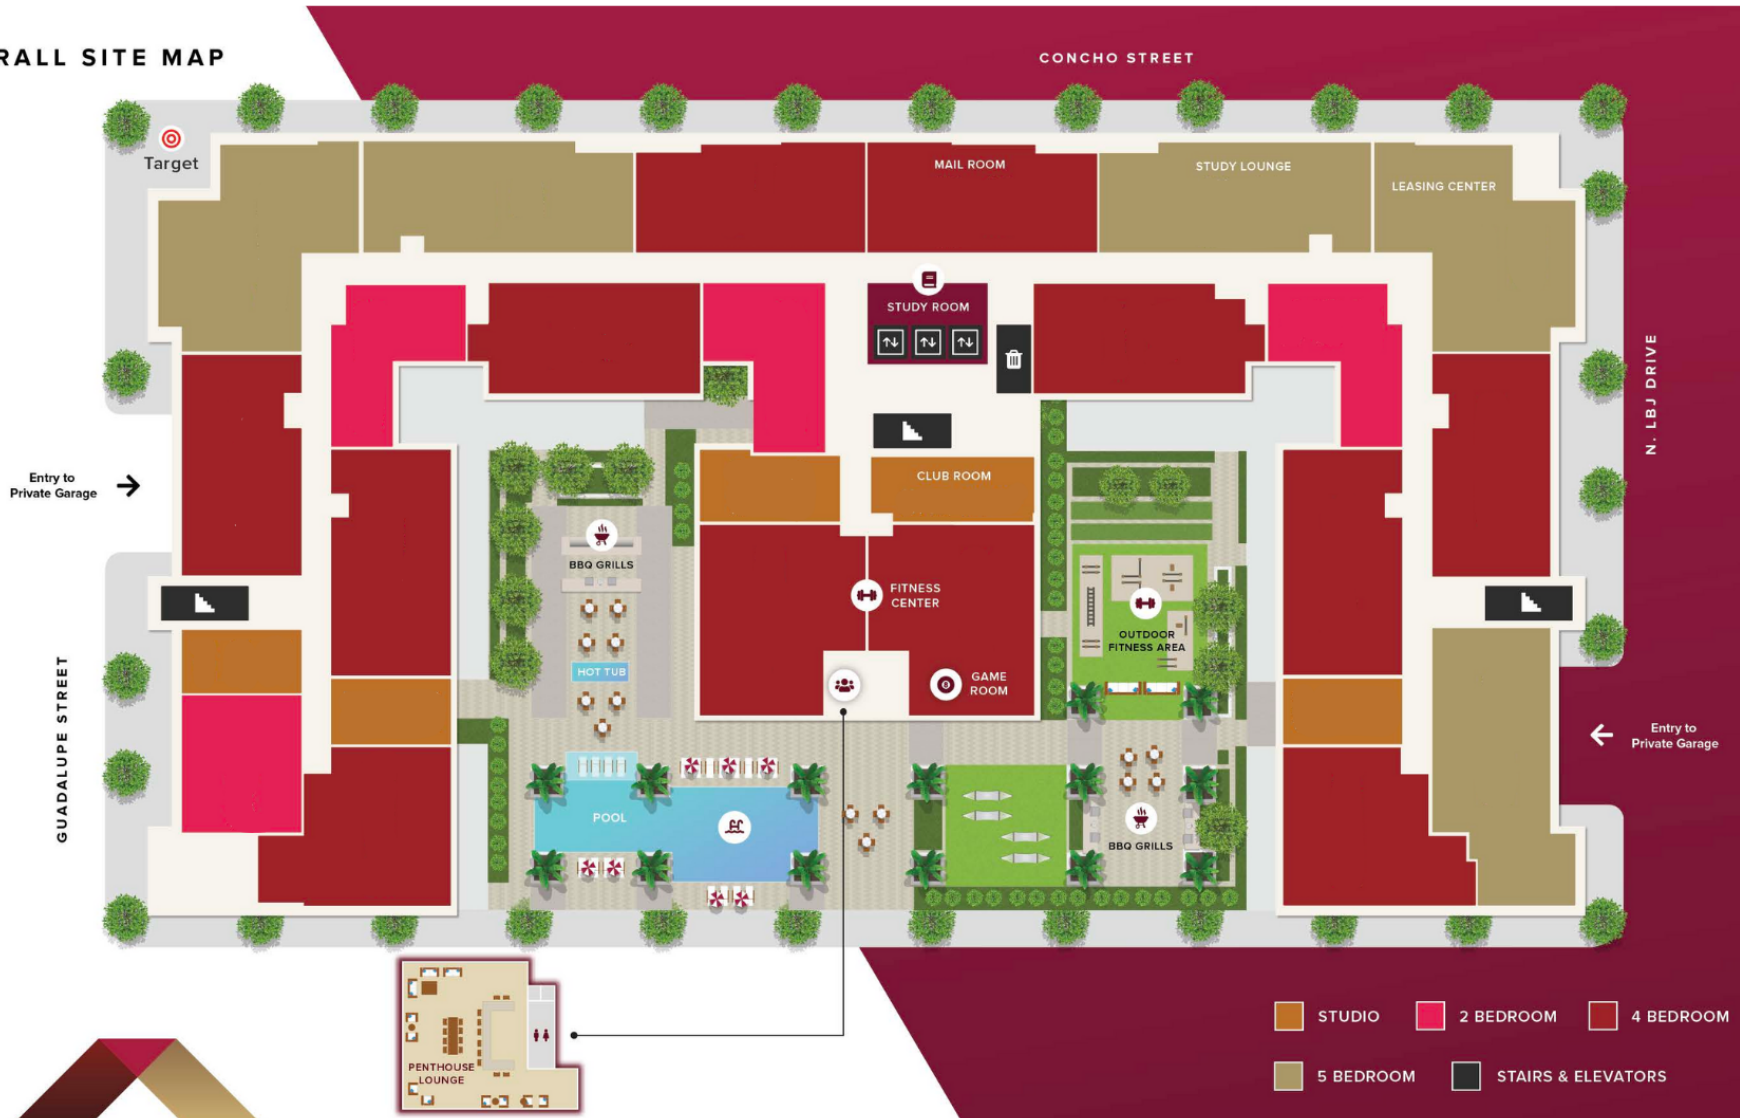 RALL SITE MAP
CONCHO STREET
Target
MAIL ROOM
STUDY LOUNGE
LEASING CENTER
STUDY ROOM
N. LBJ DRIVE
Entry to
Private Garage
CLUB ROOM
BBQ GRILLS
FITNESS
CENTER
OUTDOOR
FITNESS AREA
HOT TUB
GAME
ROOM
GUADALUPE STREET
Entry to
Private Garage
POOL
BBQ GRILLS
PENTHOUSE
LOUNGE
STUDIO
2 BEDROOM
4 BEDROOM
5 BEDROOM
STAIRS & ELEVATORS